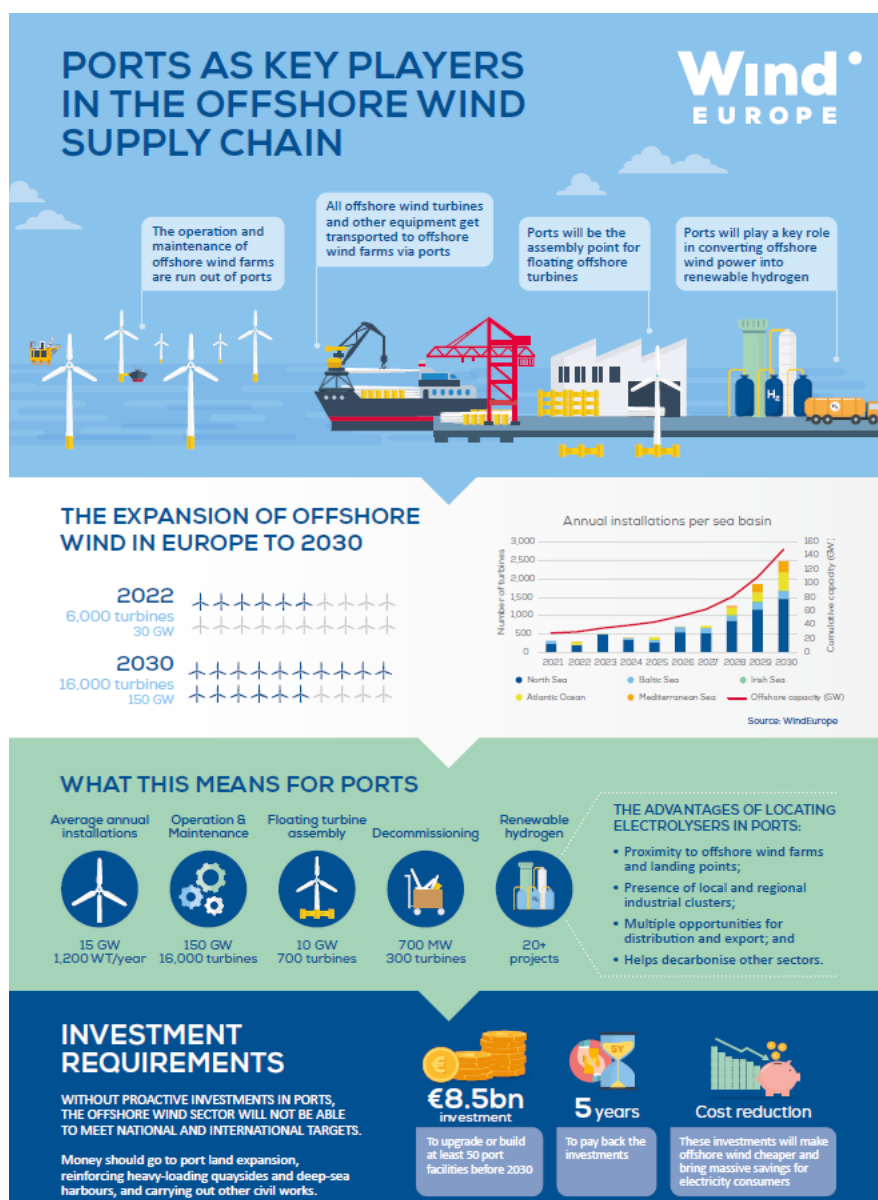 PORTS AS KEY PLAYERS
IN THE OFFSHORE WIND
SUPPLY CHAIN
Wind
EUROPE
The operation and
maintenance of
offshore wind farms
are run out of ports
All offshore wind turbines
and other equipment get
transported to offshore
wind farms via ports
Ports will be the
assembly point for
floating offshore
turbines
Ports will play a key role
in converting offshore
wind power into
renewable hydrogen
H₂
H₂
THE EXPANSION OF OFFSHORE
WIND IN EUROPE TO 2030
2022
6,000 turbines
30 GW
2030
16,000 turbines
150 GW
Annual installations per sea basin
Number of turbines
3,000
2,500
2,000
1,500
1,000
500
0
160
140
120
100
80
60
40
20
0
Cumulative capacity (GW)
2021 2022 2023 2024 2025 2026 2027 2028 2029 2030
North Sea
Baltic Sea
Irish Sea
Atlantic Ocean
Mediterranean Sea
Offshore capacity (GW)
Source: WindEurope
WHAT THIS MEANS FOR PORTS
Average annual
installations
15 GW
1,200 WT/year
Operation &
Maintenance
150 GW
16,000 turbines
Floating turbine
assembly
10 GW
700 turbines
Decommissioning
700 MW
300 turbines
Renewable
hydrogen
20+
projects
THE ADVANTAGES OF LOCATING
ELECTROLYSERS IN PORTS:
• Proximity to offshore wind farms
and landing points;
• Presence of local and regional
industrial clusters;
• Multiple opportunities for
distribution and export; and
• Helps decarbonise other sectors.
INVESTMENT
REQUIREMENTS
WITHOUT PROACTIVE INVESTMENTS IN PORTS,
THE OFFSHORE WIND SECTOR WILL NOT BE ABLE
TO MEET NATIONAL AND INTERNATIONAL TARGETS.
Money should go to port land expansion,
reinforcing heavy-loading quaysides and deep-sea
harbours, and carrying out other civil works.
€
€8.5bn
investment
To upgrade or build
at least 50 port
facilities before 2030
5Y
5 years
To pay back the
investments
Cost reduction
These investments will make
offshore wind cheaper and
bring massive savings for
electricity consumers